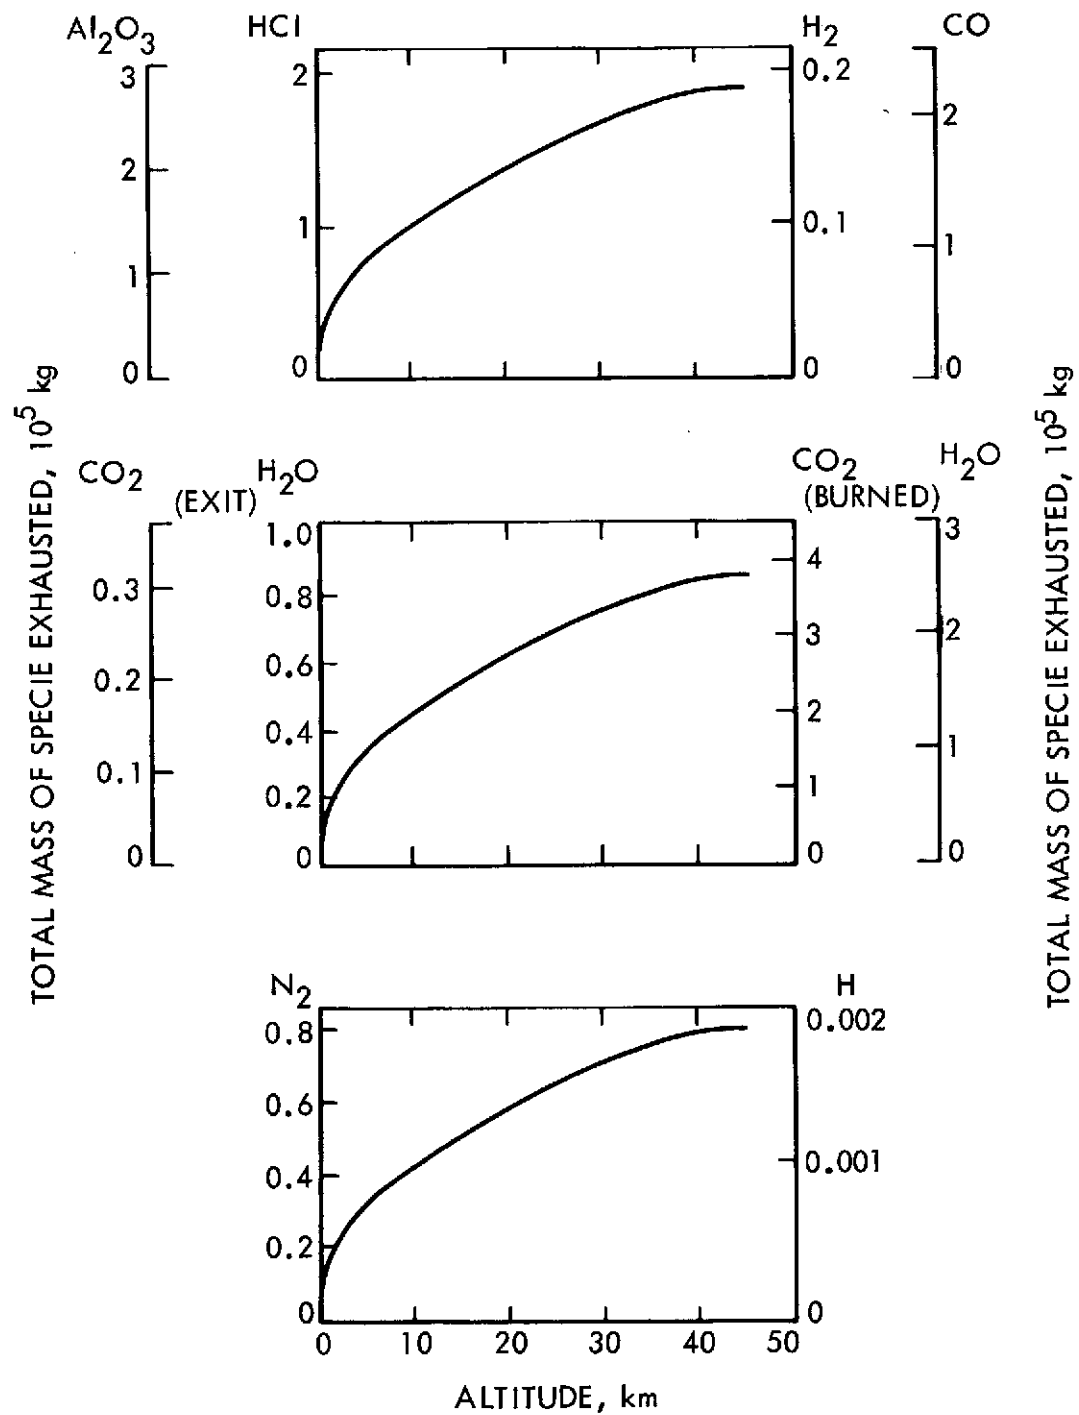 Al2O3 HCl H2 CO
3 2 0.2 2
2 1 0.1 1
1
0 0 0 0
TOTAL MASS OF SPECIE EXHAUSTED, 10^5 kg
TOTAL MASS OF SPECIE EXHAUSTED, 10^5 kg
CO2 (EXIT) H2O CO2 (BURNED) H2O
1.0 3
0.3 0.8 4
0.2 0.6 3 2
0.4 2
0.1 0.2 1 1
0 0 0 0
N2 H
0.8 0.002
0.6
0.4 0.001
0.2
0 0
0 10 20 30 40 50
ALTITUDE, km